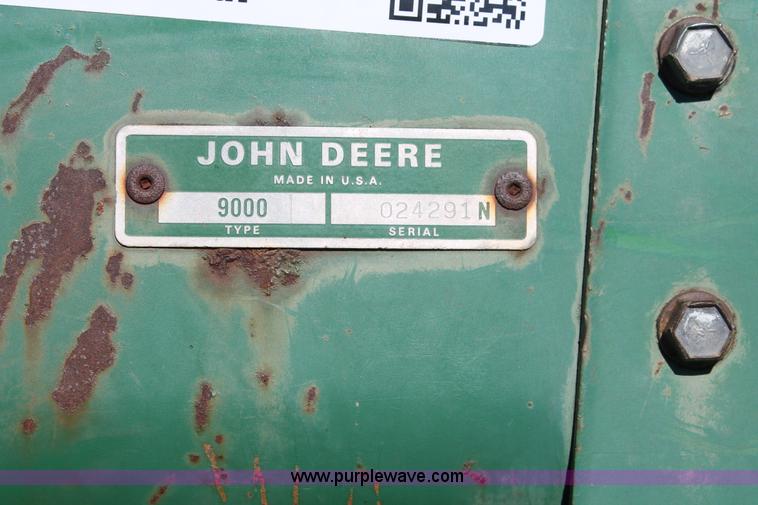 JOHN DEERE
MADE IN U.S.A.
9000 024291 N
TYPE SERIAL
www.purplewave.com